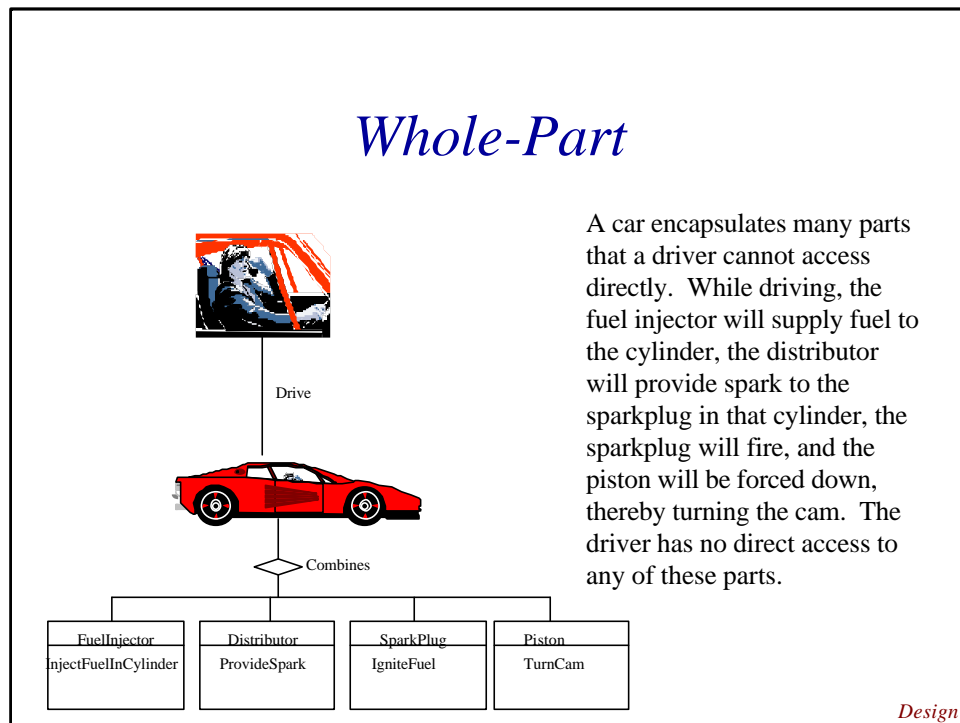 Whole-Part
A car encapsulates many parts
that a driver cannot access
directly.  While driving, the
fuel injector will supply fuel to
the cylinder, the distributor
will provide spark to the
sparkplug in that cylinder, the
sparkplug will fire, and the
piston will be forced down,
thereby turning the cam.  The
driver has no direct access to
any of these parts.
Drive
Combines
FuelInjector
InjectFuelInCylinder
Distributor
ProvideSpark
SparkPlug
IgniteFuel
Piston
TurnCam
Design